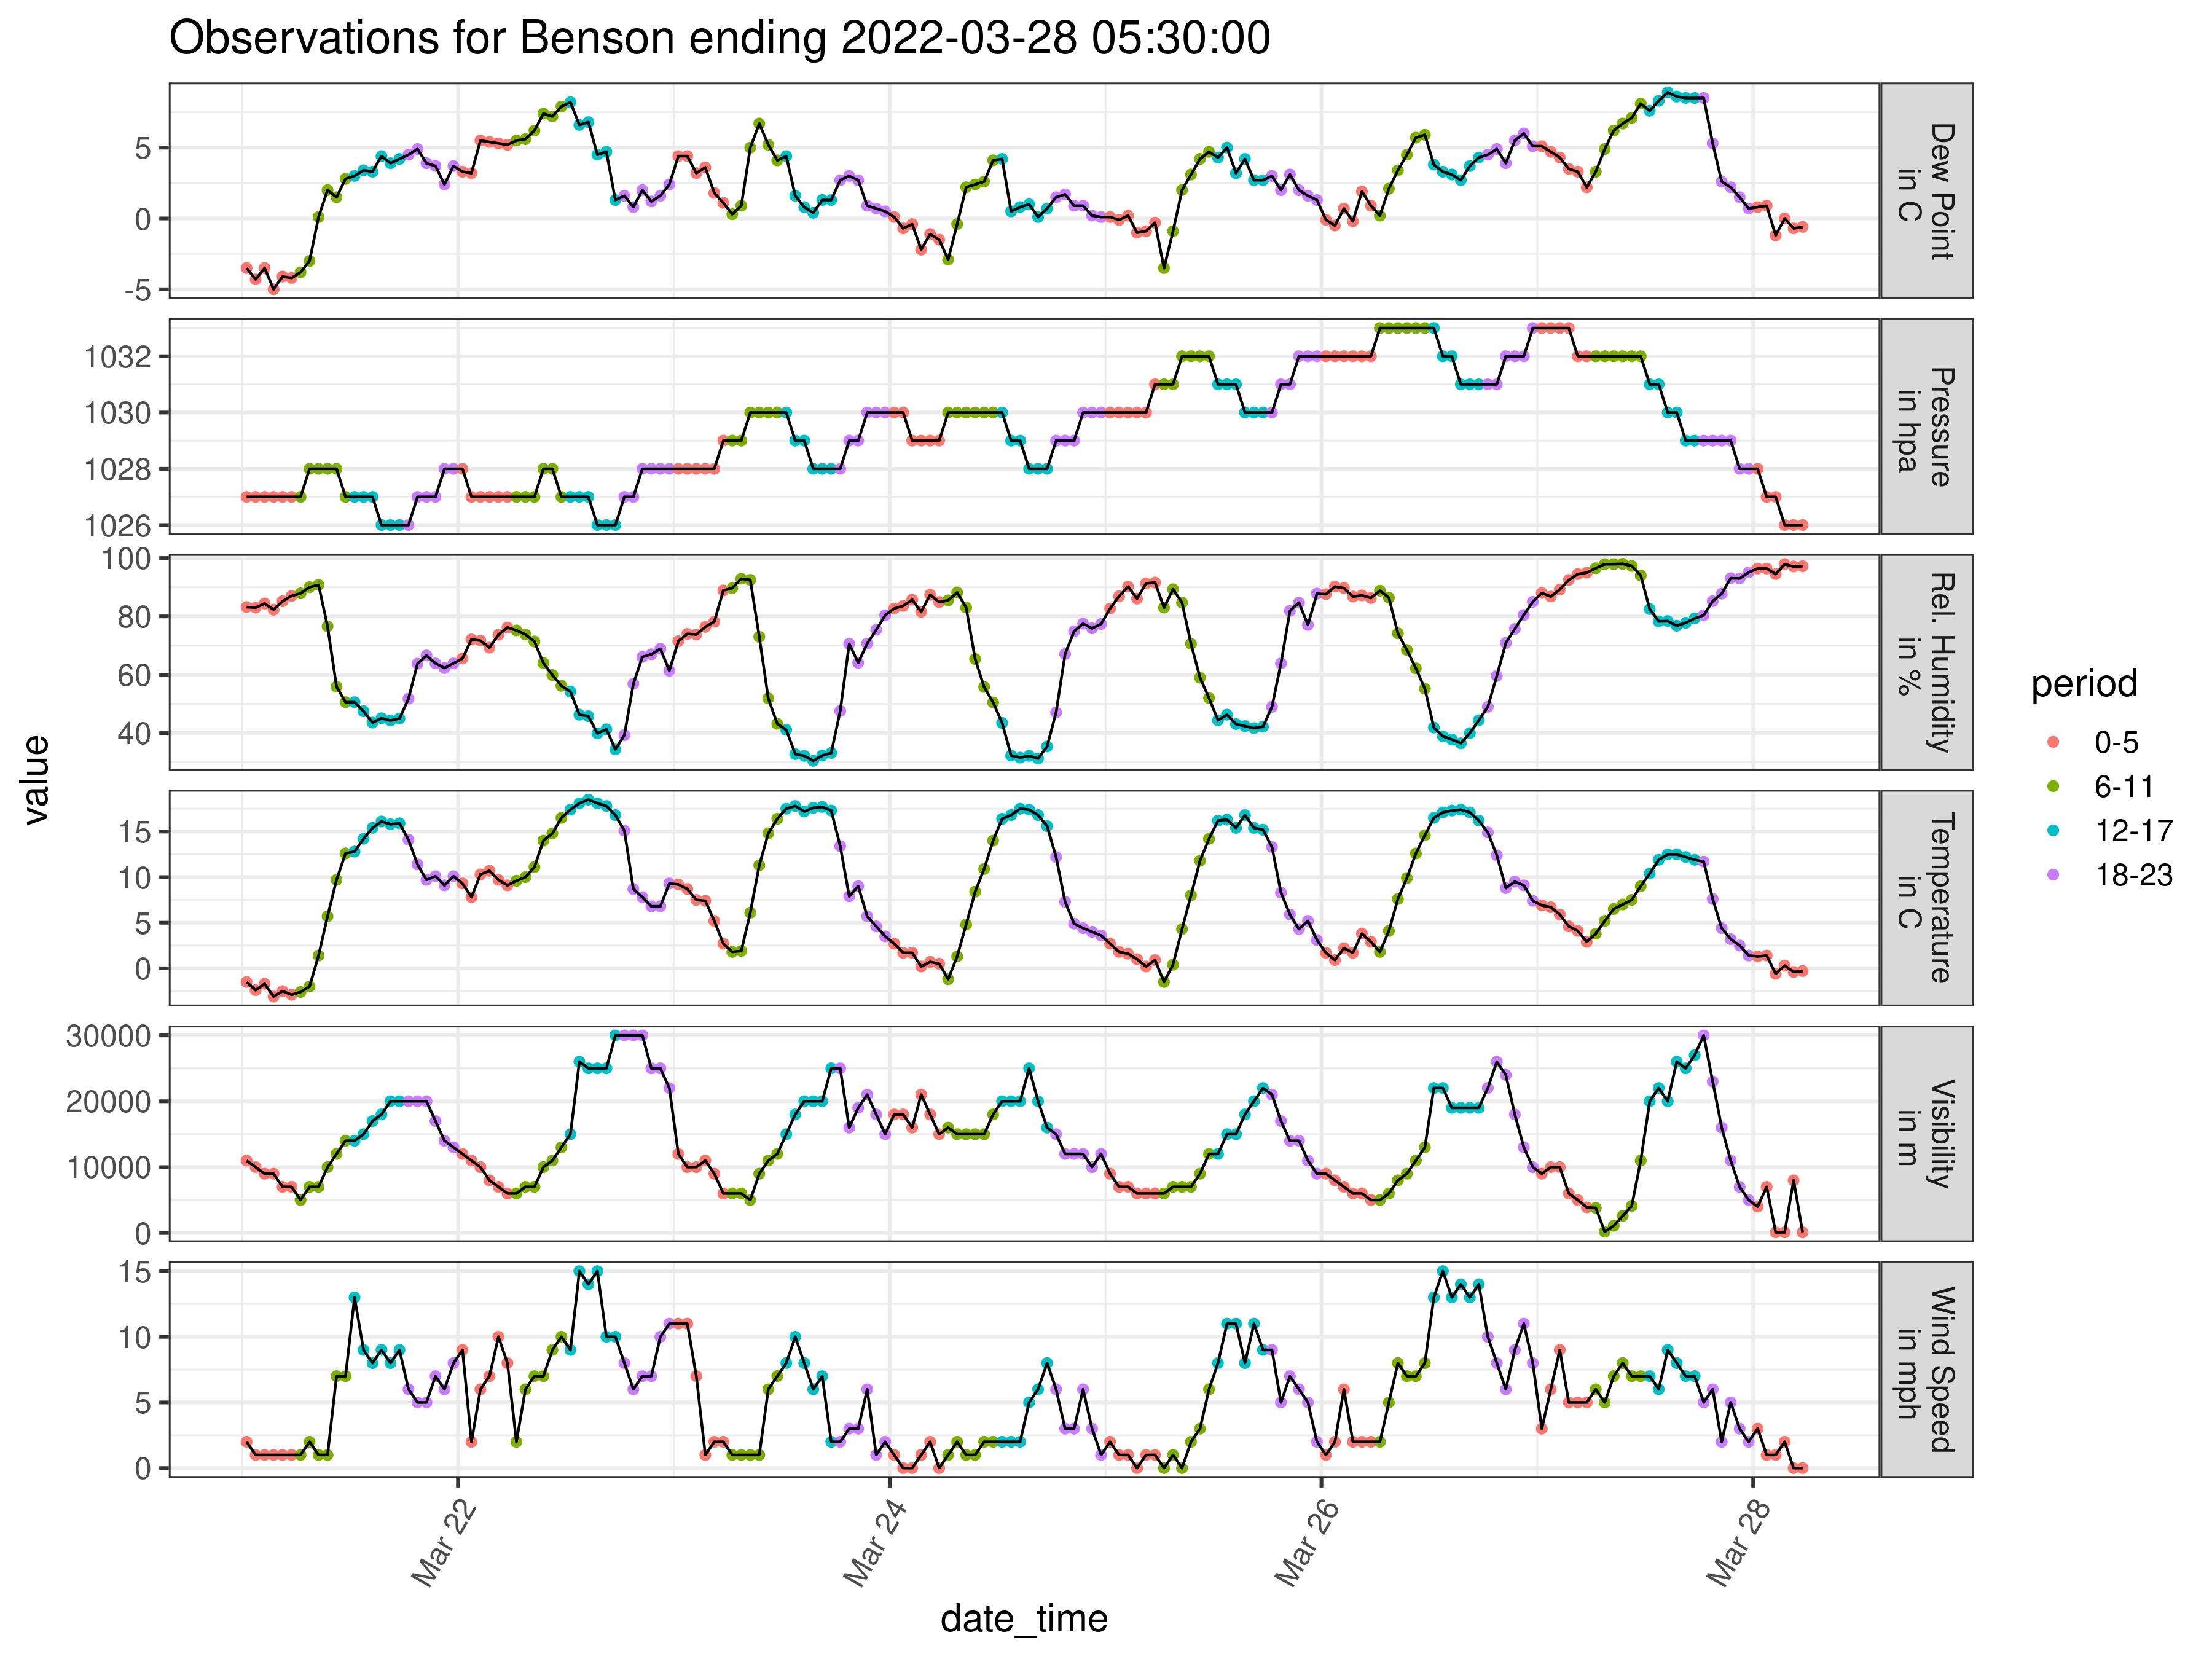 Observations for Benson ending 2022-03-28 05:30:00
value
5
0
-5
Dew Point
in C
1032
1030
1028
1026
Pressure
in hpa
100
80
60
40
Rel. Humidity
in %
15
10
5
0
Temperature
in C
30000
20000
10000
0
Visibility
in m
15
10
5
0
Wind Speed
in mph
Mar 22
Mar 24
Mar 26
Mar 28
date_time
period
0-5
6-11
12-17
18-23